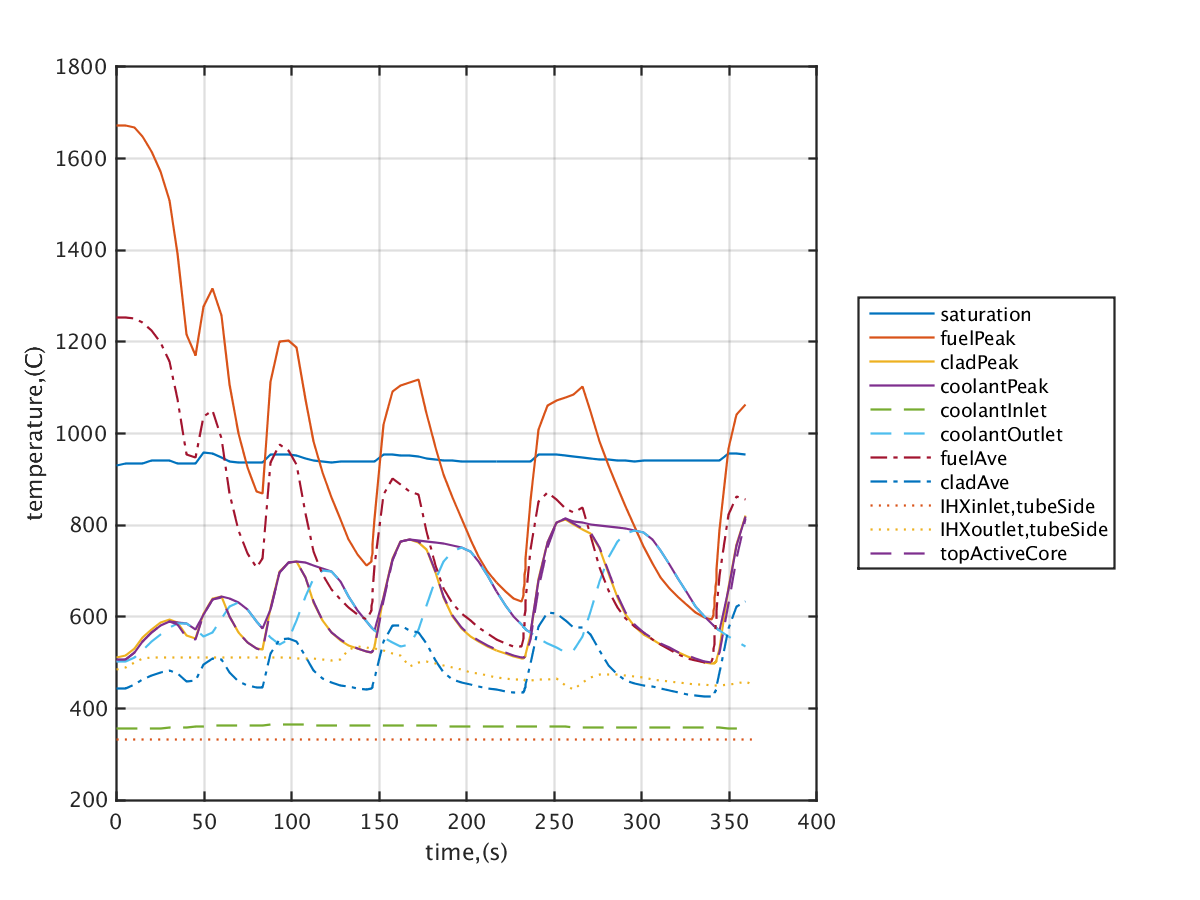 1800
1600
1400
1200
1000
800
600
400
200
temperature,(C)
0 50 100 150 200 250 300 350 400
time,(s)
saturation
fuelPeak
cladPeak
coolantPeak
coolantInlet
coolantOutlet
fuelAve
cladAve
IHXinlet,tubeSide
IHXoutlet,tubeSide
topActiveCore